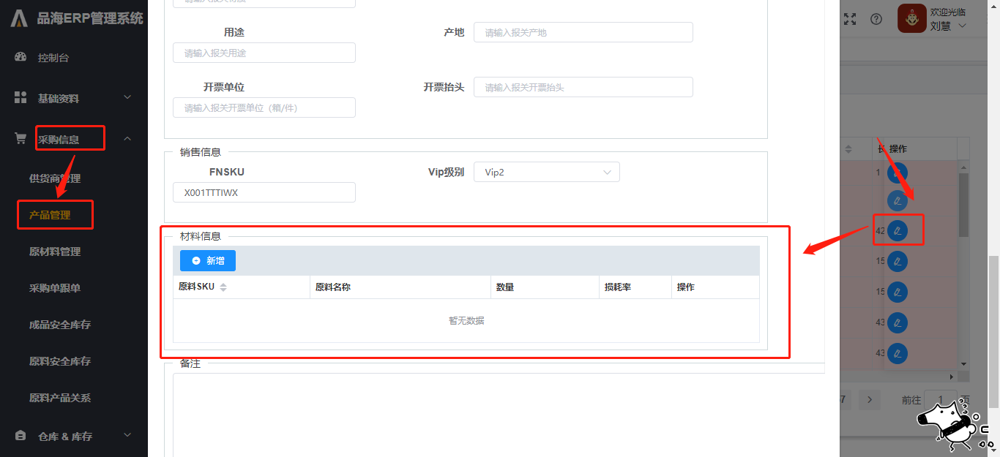 品海ERP管理系统
控制台
基础资料
采购信息
供货商管理
产品管理
原材料管理
采购单跟单
成品安全库存
原料安全库存
原料产品关系
仓库 & 库存
用途
请输入报关用途
产地
请输入报关产地
开票单位
请输入报关开票单位（箱/件）
开票抬头
请输入报关开票抬头
销售信息
FNSKU
X001TTTIWX
Vip级别
Vip2
材料信息
新增
原料SKU 原料名称 数量 损耗率 操作
暂无数据
备注
欢迎光临
刘慧
长 操作
1
42
15
15
43
43
7
前往 1 页